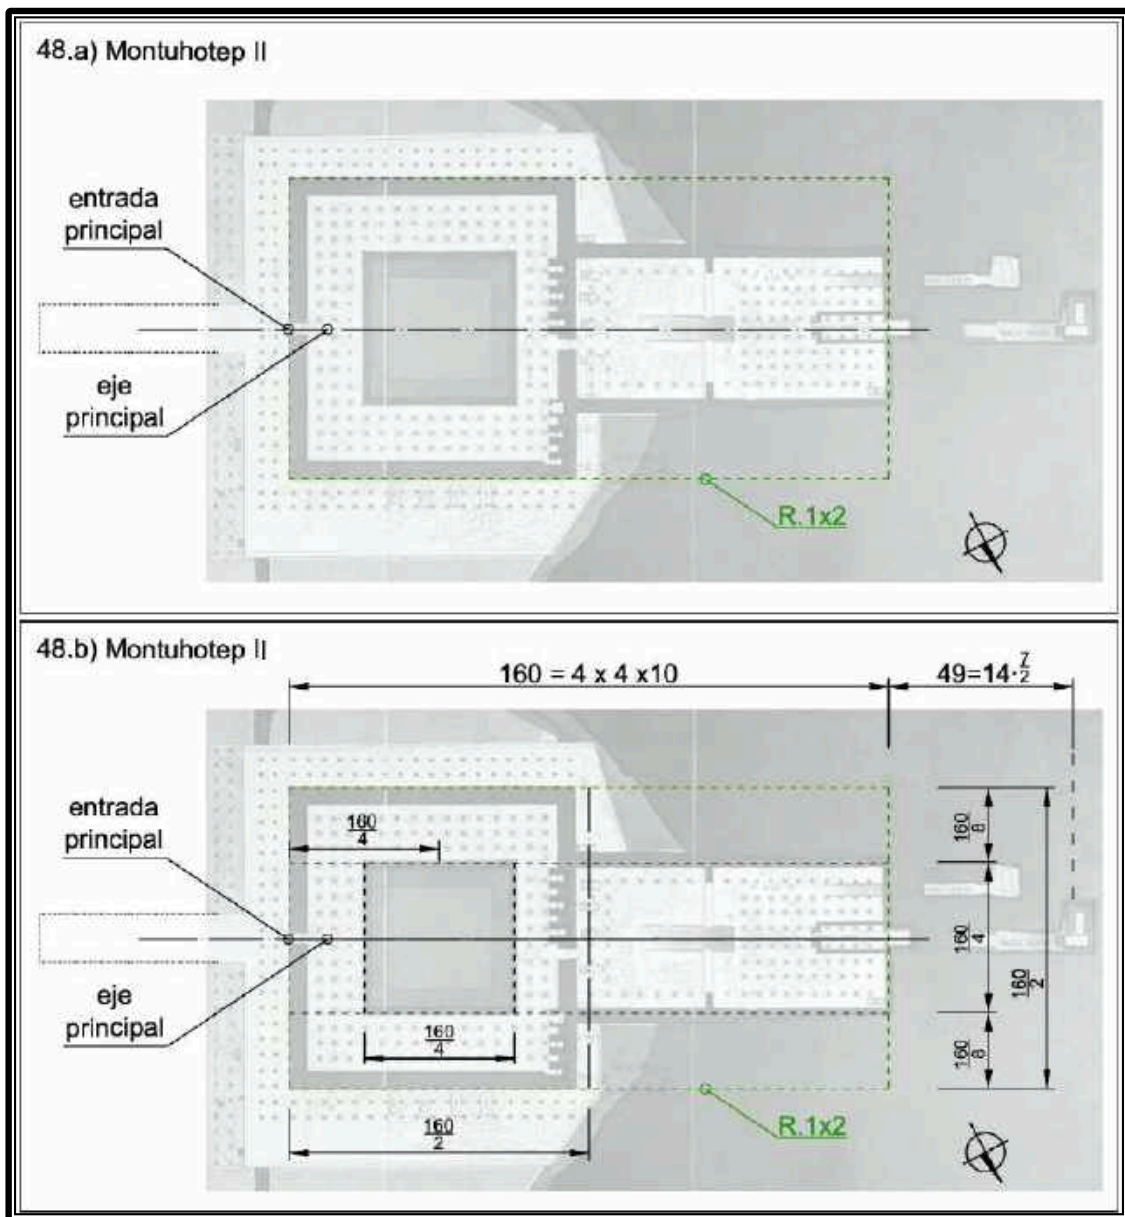 48.a) Montuhotep II
entrada
principal
eje
principal
R.1x2
48.b) Montuhotep II
160 = 4 x 4 x10
49=14·7/2
entrada
principal
160/4
160/8
160/4
160/2
160/8
eje
principal
160/4
160/2
R.1x2